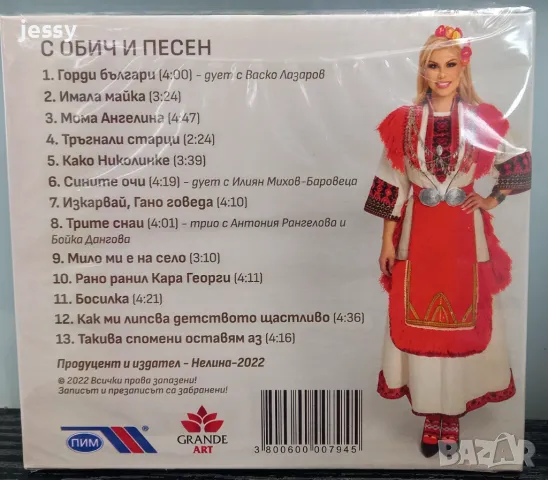 jessy
С ОБИЧ И ПЕСЕН
1. Горди българи (4:00) - дует с Васко Лазаров
2. Имала майка (3:24)
3. Мома Ангелина (4:47)
4. Тръгнали старци (2:24)
5. Како Николинке (3:39)
6. Сините очи (4:19) - дует с Илиян Михов-Баровеца
7. Изкарвай, Гано говеда (4:10)
8. Трите снаи (4:01) - трио с Антония Рангелова и
Бойка Дангова
9. Мило ми е на село (3:10)
10. Рано ранил Кара Георги (4:11)
11. Босилка (4:21)
12. Как ми липсва детството щастливо (4:36)
13. Такива спомени оставям аз (4:16)
Продуцент и издател - Нелина-2022
© 2022 Всички права запазени!
Записът и презаписът са забранени!
ПИМ
GRANDE
ART
3 800600 007945
BAZAR
bg